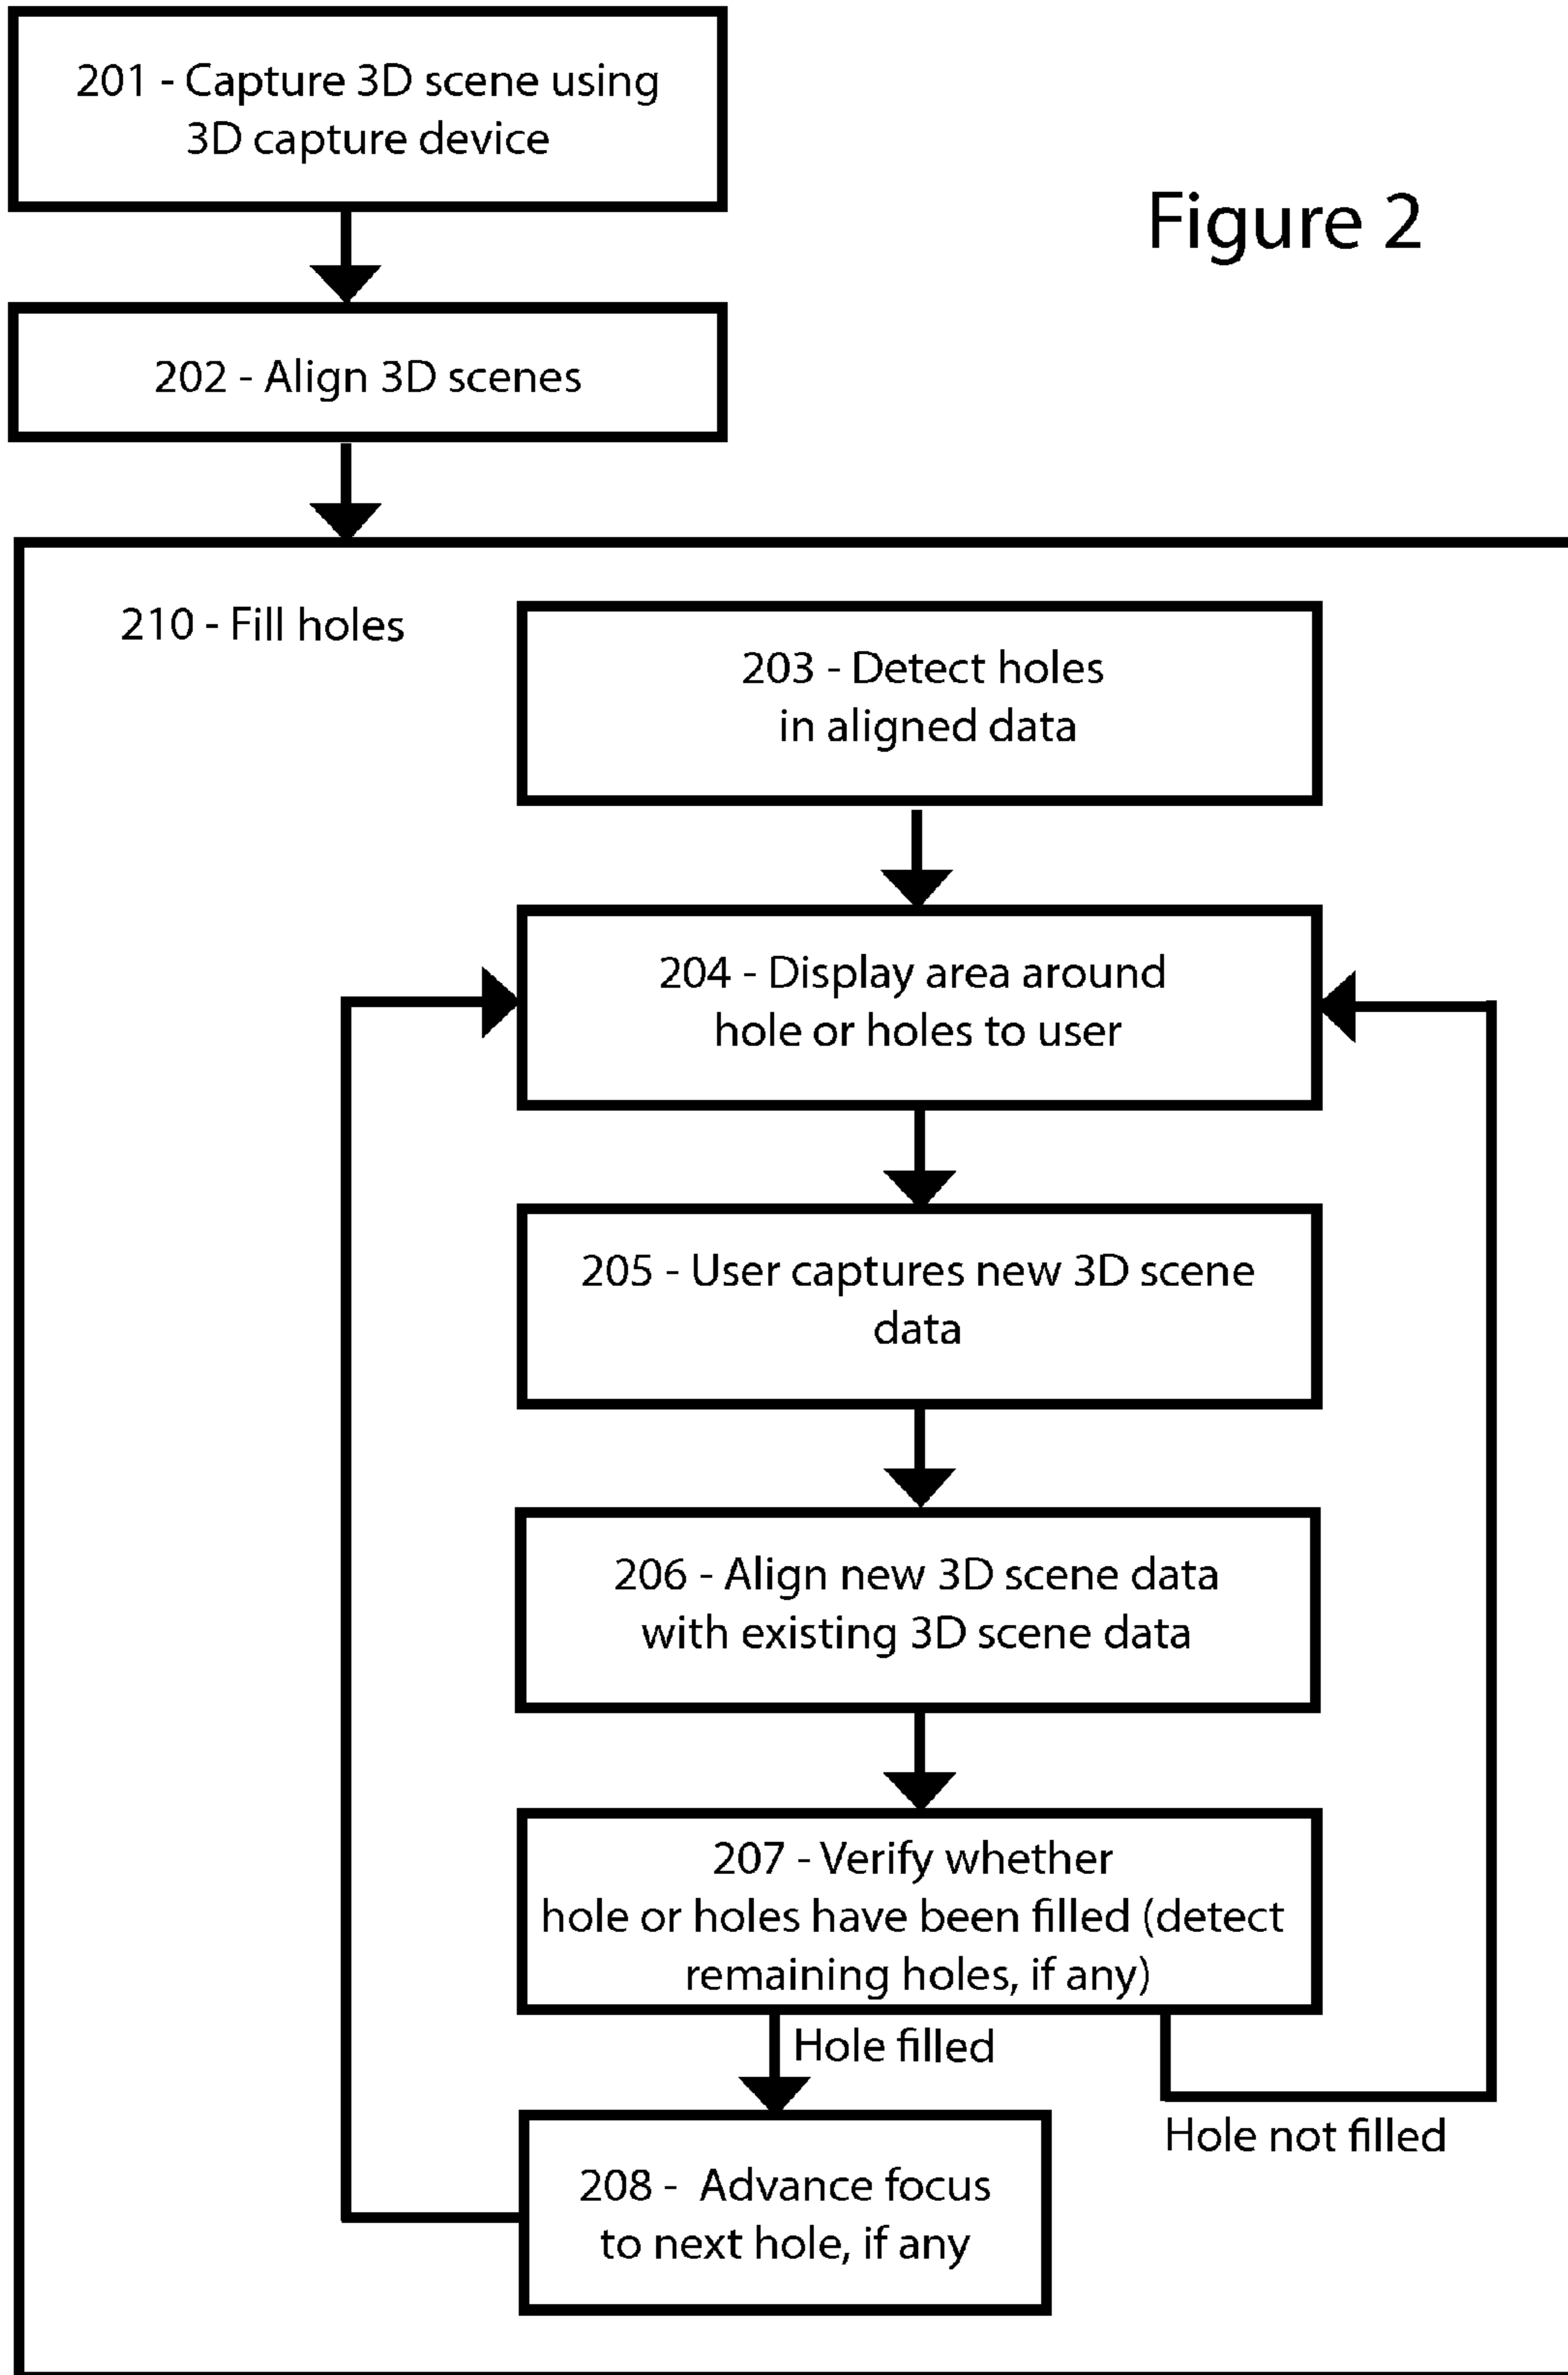 201 - Capture 3D scene using
3D capture device
Figure 2
202 - Align 3D scenes
210 - Fill holes
203 - Detect holes
in aligned data
204 - Display area around
hole or holes to user
205 - User captures new 3D scene
data
206 - Align new 3D scene data
with existing 3D scene data
207 - Verify whether
hole or holes have been filled (detect
remaining holes, if any)
Hole filled
Hole not filled
208 - Advance focus
to next hole, if any